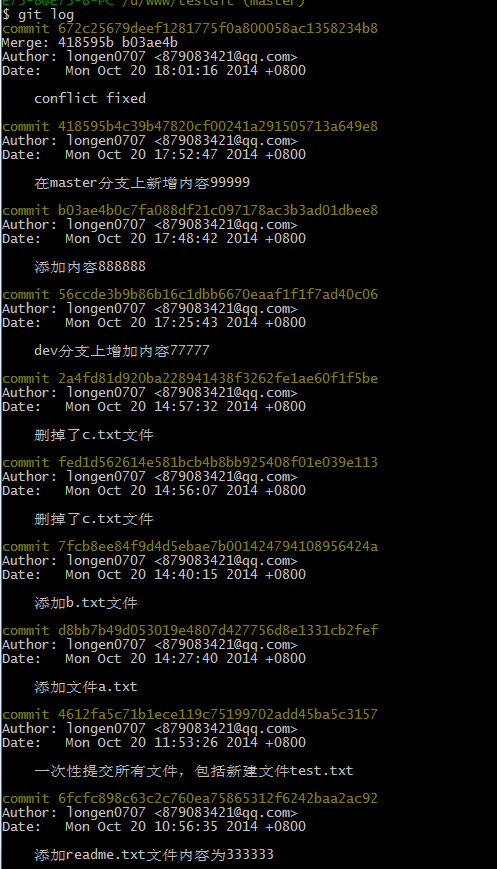 /d/www/testGit (master)
$ git log
commit 672c25679deef1281775f0a800058ac1358234b8
Merge: 418595b b03ae4b
Author: longen0707 <879083421@qq.com>
Date:   Mon Oct 20 18:01:16 2014 +0800
conflict fixed
commit 418595b4c39b47820cf00241a291505713a649e8
Author: longen0707 <879083421@qq.com>
Date:   Mon Oct 20 17:52:47 2014 +0800
在master分支上新增内容99999
commit b03ae4b0c7fa088df21c097178ac3b3ad01dbee8
Author: longen0707 <879083421@qq.com>
Date:   Mon Oct 20 17:48:42 2014 +0800
添加内容888888
commit 56ccde3b9b86b16c1dbb6670eaaf1f1f7ad40c06
Author: longen0707 <879083421@qq.com>
Date:   Mon Oct 20 17:25:43 2014 +0800
dev分支上增加内容77777
commit 2a4fd81d920ba228941438f3262fe1ae60f1f5be
Author: longen0707 <879083421@qq.com>
Date:   Mon Oct 20 14:57:32 2014 +0800
删掉了c.txt文件
commit fed1d562614e581bcb4b8bb925408f01e039e113
Author: longen0707 <879083421@qq.com>
Date:   Mon Oct 20 14:56:07 2014 +0800
删掉了c.txt文件
commit 7fcb8ee84f9d4d5ebae7b001424794108956424a
Author: longen0707 <879083421@qq.com>
Date:   Mon Oct 20 14:40:15 2014 +0800
添加b.txt文件
commit d8bb7b49d053019e4807d427756d8e1331cb2fef
Author: longen0707 <879083421@qq.com>
Date:   Mon Oct 20 14:27:40 2014 +0800
添加文件a.txt
commit 4612fa5c71b1ece119c75199702add45ba5c3157
Author: longen0707 <879083421@qq.com>
Date:   Mon Oct 20 11:53:26 2014 +0800
一次性提交所有文件，包括新建文件test.txt
commit 6fcfc898c63c2c760ea75865312f6242baa2ac92
Author: longen0707 <879083421@qq.com>
Date:   Mon Oct 20 10:56:35 2014 +0800
添加readme.txt文件内容为333333